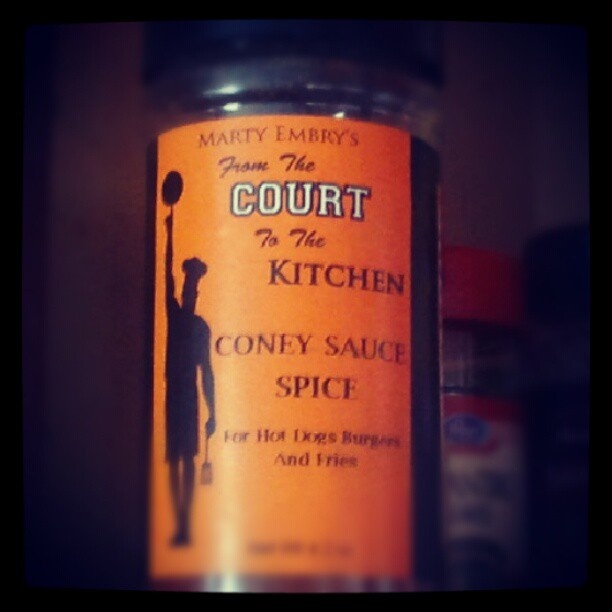 MARTY EMBRY'S
From The
COURT
To The
KITCHEN
CONEY SAUCE
SPICE
For Hot Dogs Burgers
And Fries